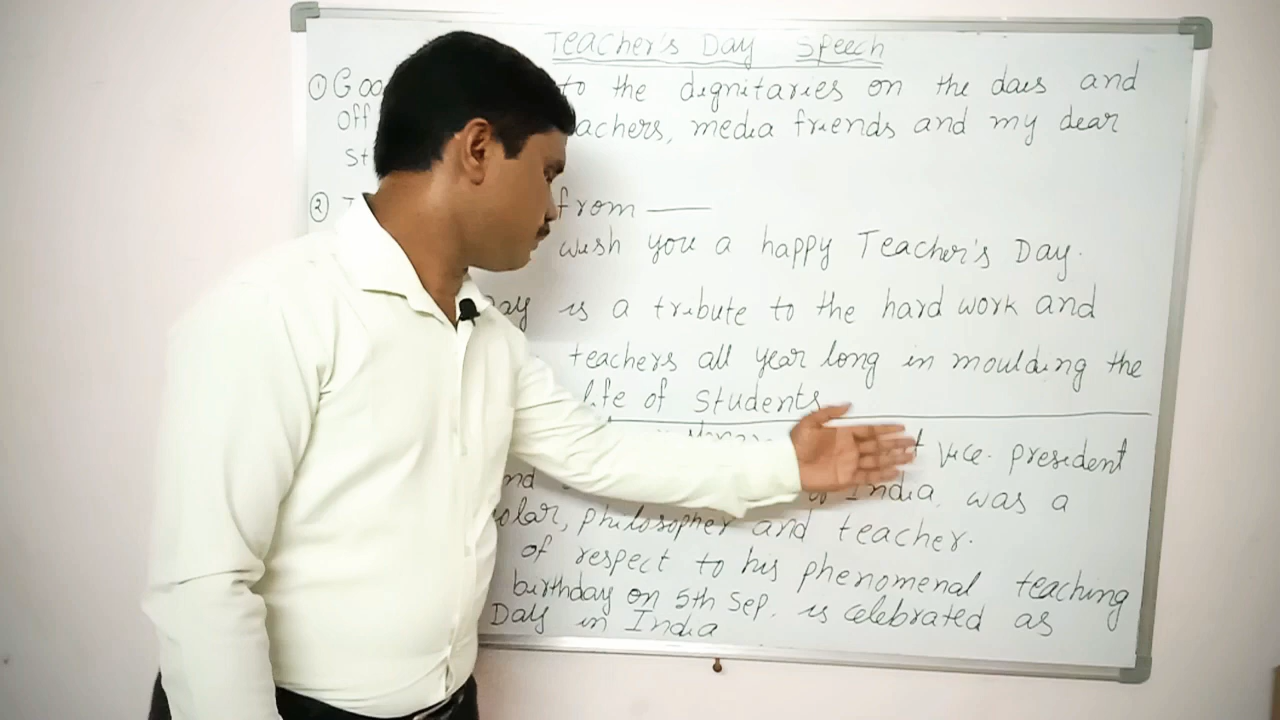 Teacher's Day Speech
① Goo to the dignitaries on the dais and
off achers, media friends and my dear
st
② from ——
wish you a happy Teacher's Day.
Day is a tribute to the hard work and
teachers all year long in moulding the
life of students
t Vice-president
nd of India, was a
olar, philosopher and teacher.
of respect to his phenomenal teaching
birthday on 5th Sep. is celebrated as
Day in India